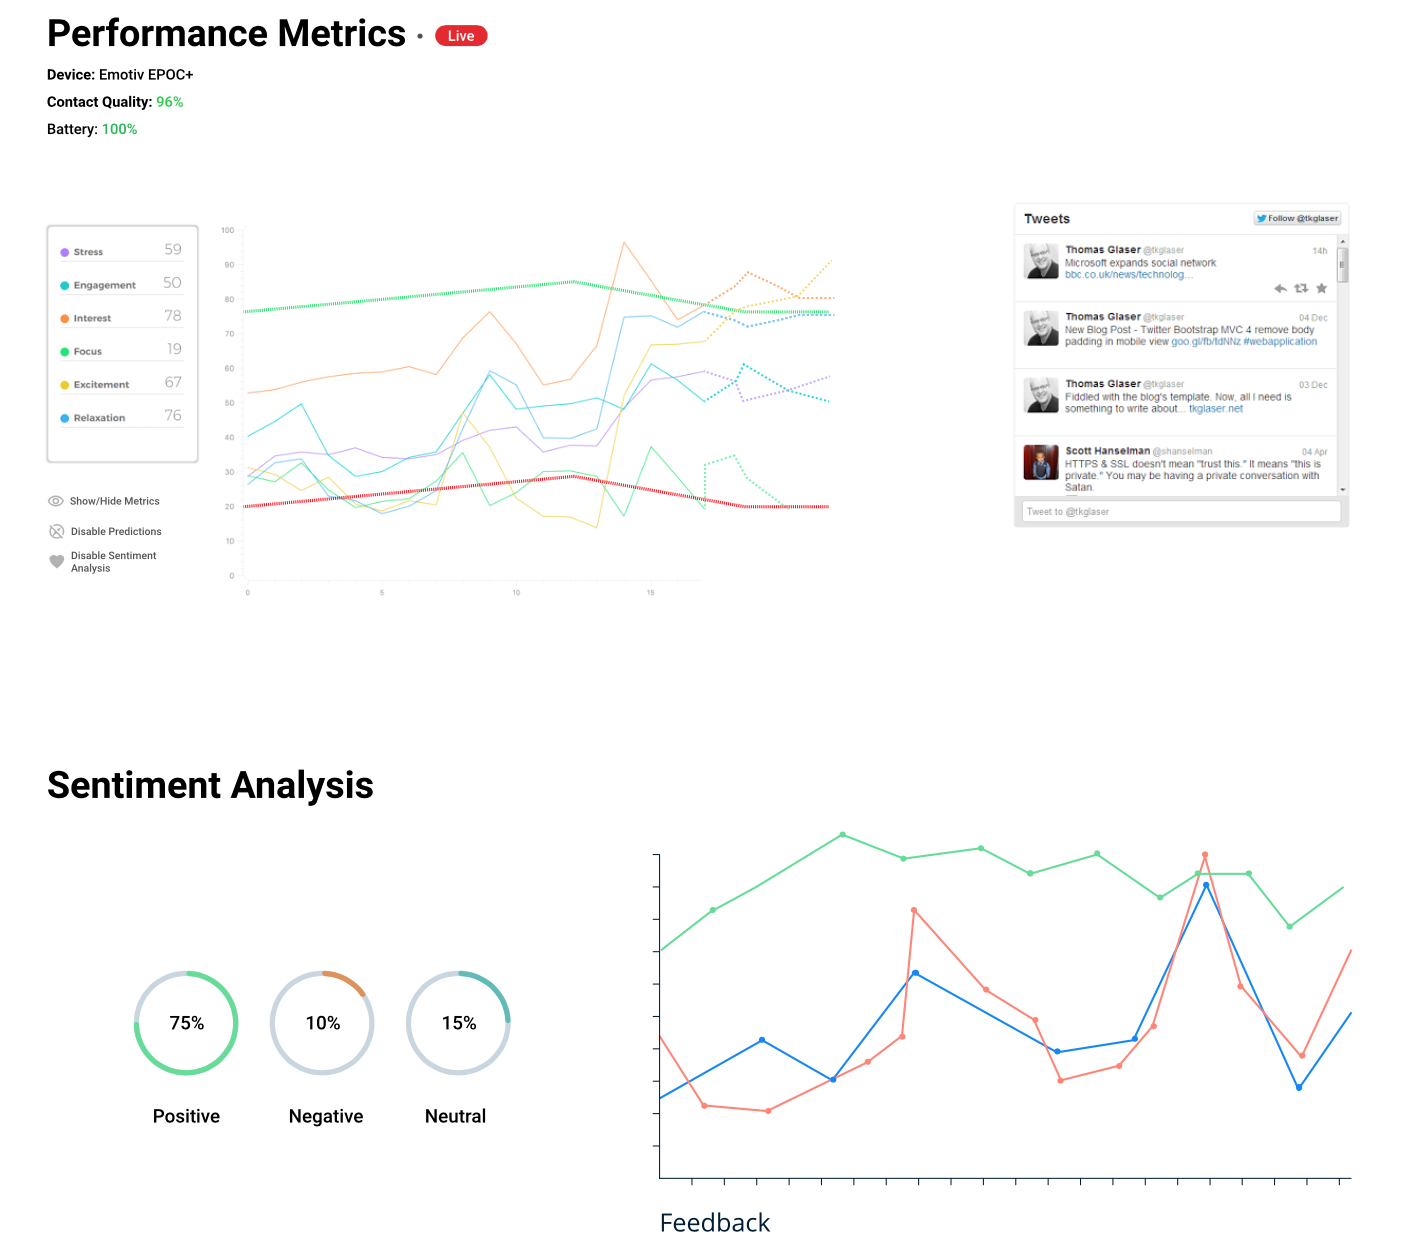 Performance Metrics • Live
Device: Emotiv EPOC+
Contact Quality: 96%
Battery: 100%
Stress 59
Engagement 50
Interest 78
Focus 19
Excitement 67
Relaxation 76
Show/Hide Metrics
Disable Predictions
Disable Sentiment
Analysis
100
90
80
70
60
50
40
30
20
10
0
0 5 10 15
Tweets Follow @tkglaser
Thomas Glaser @tkglaser 14h
Microsoft expands social network
bbc.co.uk/news/technolog...
Thomas Glaser @tkglaser 04 Dec
New Blog Post - Twitter Bootstrap MVC 4 remove body
padding in mobile view goo.gl/fb/tdNNz #webapplication
Thomas Glaser @tkglaser 03 Dec
Fiddled with the blog's template. Now, all I need is
something to write about... tkglaser.net
Scott Hanselman @shanselman 04 Apr
HTTPS & SSL doesn't mean "trust this." It means "this is
private." You may be having a private conversation with
Satan.
Tweet to @tkglaser
Sentiment Analysis
75% 10% 15%
Positive Negative Neutral
Feedback